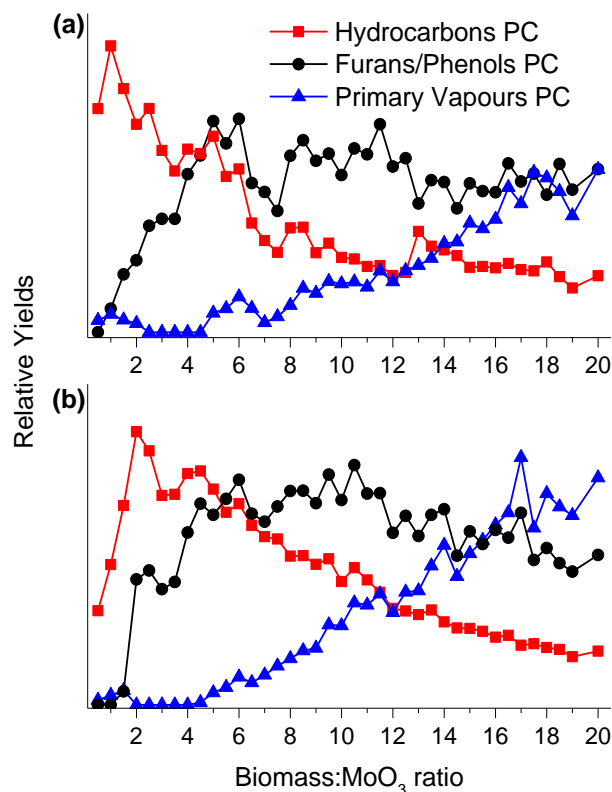 (a)
Hydrocarbons PC
Furans/Phenols PC
Primary Vapours PC
2 4 6 8 10 12 14 16 18 20
Relative Yields
(b)
2 4 6 8 10 12 14 16 18 20
Biomass:MoO₃ ratio